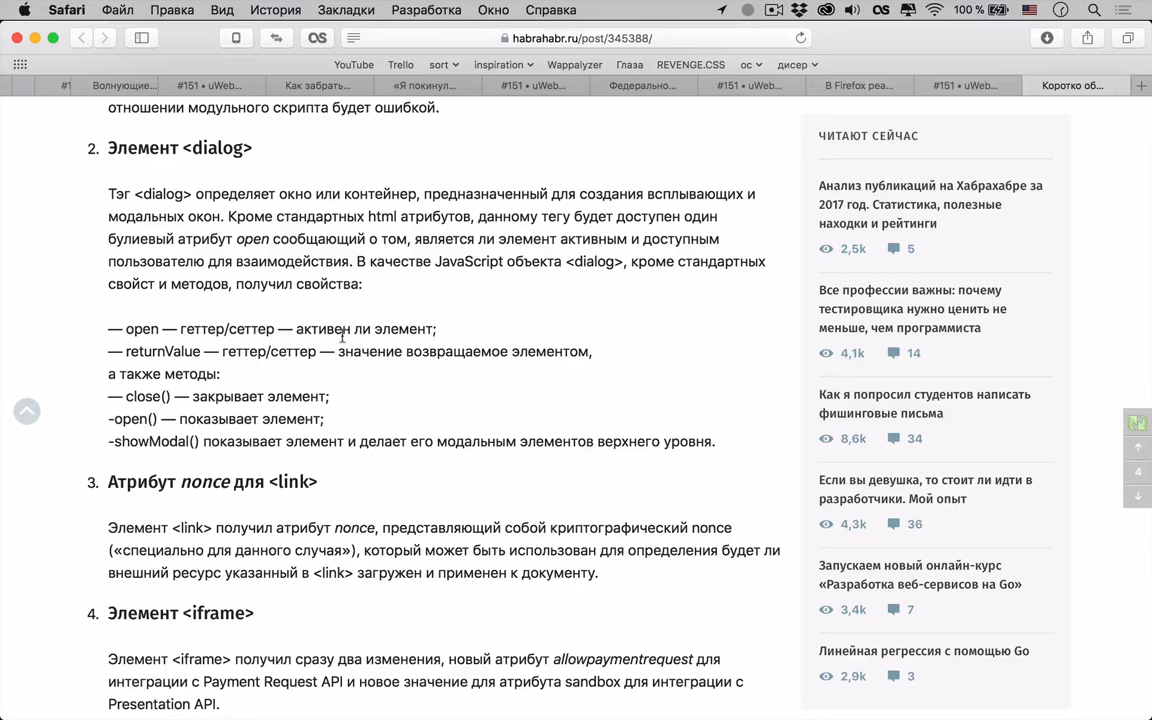 Safari Файл Правка Вид История Закладки Разработка Окно Справка 100 %
habrahabr.ru/post/345388/
YouTube Trello sort inspiration Wappalyzer Глаза REVENGE.CSS ос дисер
#1 Волнующие... #151 · uWeb... Как забрать... «Я покинул... #151 · uWeb... Федерально... #151 · uWeb... В Firefox реа... #151 · uWeb... Коротко об...
отношении модульного скрипта будет ошибкой.
2. Элемент <dialog>
Тэг <dialog> определяет окно или контейнер, предназначенный для создания всплывающих и
модальных окон. Кроме стандартных html атрибутов, данному тегу будет доступен один
булиевый атрибут open сообщающий о том, является ли элемент активным и доступным
пользователю для взаимодействия. В качестве JavaScript объекта <dialog>, кроме стандартных
свойст и методов, получил свойства:
— open — геттер/сеттер — активен ли элемент;
— returnValue — геттер/сеттер — значение возвращаемое элементом,
а также методы:
— close() — закрывает элемент;
-open() — показывает элемент;
-showModal() показывает элемент и делает его модальным элементов верхнего уровня.
3. Атрибут nonce для <link>
Элемент <link> получил атрибут nonce, представляющий собой криптографический nonce
(«специально для данного случая»), который может быть использован для определения будет ли
внешний ресурс указанный в <link> загружен и применен к документу.
4. Элемент <iframe>
Элемент <iframe> получил сразу два изменения, новый атрибут allowpaymentrequest для
интеграции с Payment Request API и новое значение для атрибута sandbox для интеграции с
Presentation API.
ЧИТАЮТ СЕЙЧАС
Анализ публикаций на Хабрахабре за
2017 год. Статистика, полезные
находки и рейтинги
2,5k 5
Все профессии важны: почему
тестировщика нужно ценить не
меньше, чем программиста
4,1k 14
Как я попросил студентов написать
фишинговые письма
8,6k 34
Если вы девушка, то стоит ли идти в
разработчики. Мой опыт
4,3k 36
Запускаем новый онлайн-курс
«Разработка веб-сервисов на Go»
3,4k 7
Линейная регрессия с помощью Go
2,9k 3
4